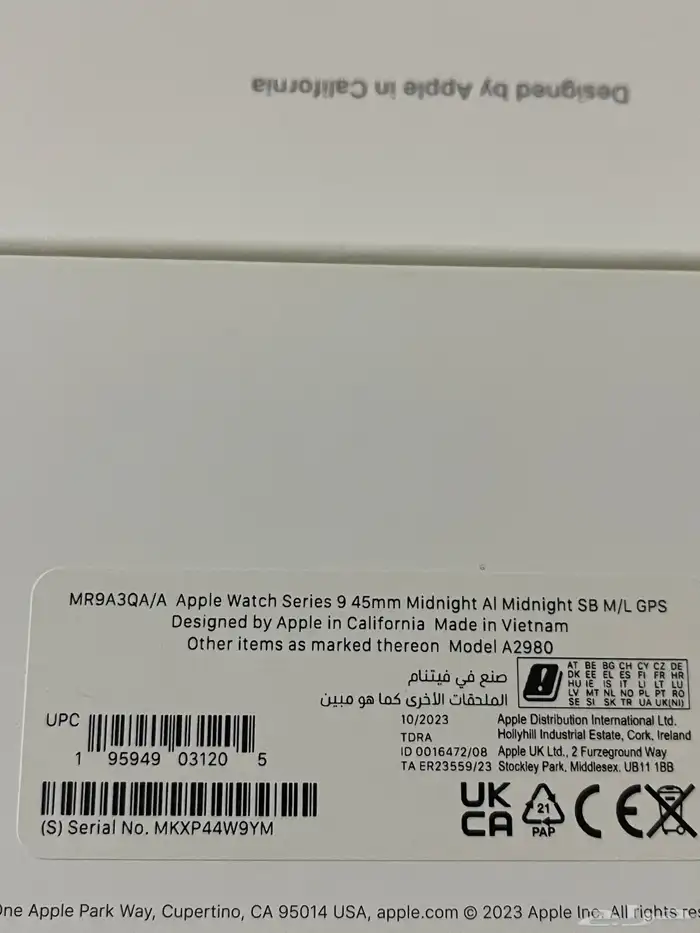 Designed by Apple in California
MR9A3QA/A Apple Watch Series 9 45mm Midnight Al Midnight SB M/L GPS
Designed by Apple in California Made in Vietnam
Other items as marked thereon Model A2980
صنع في فيتنام
الملحقات الأخرى كما هو مبين
AT BE BG CH CY CZ DE
DK EE EL ES FI FR HR
HU IE IS IT LI LT LU
LV MT NL NO PL PT RO
SE SI SK TR UA UK(NI)
UPC
1 95949 03120 5
10/2023
TDRA
ID 0016472/08
TA ER23559/23
Apple Distribution International Ltd.
Hollyhill Industrial Estate, Cork, Ireland
Apple UK Ltd., 2 Furzeground Way
Stockley Park, Middlesex. UB11 1BB
(S) Serial No. MKXP44W9YM
UK
CA
21
PAP
CE
One Apple Park Way, Cupertino, CA 95014 USA, apple.com © 2023 Apple Inc. All rights res